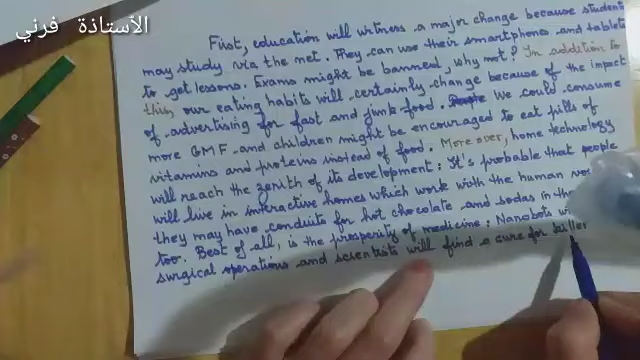 الأستاذة فرني
First, education will witness a major change because student
may study via the net. They can use their smartphones and tablets
to get lessons. Exams might be banned, why not? In addition to
this, our eating habits will certainly change because of the impact
of advertising for fast and junk food. We could consume
more GMF and children might be encouraged to eat pills of
vitamins and proteins instead of food. Moreover, home technology
will reach the zenith of its development: It's probable that people
will live in interactive homes which work with the human
they may have conduits for hot chocolate and sodas in
too. Best of all, is the prosperity of medicine: Nanobots
surgical operations and scientists will find a cure for killer